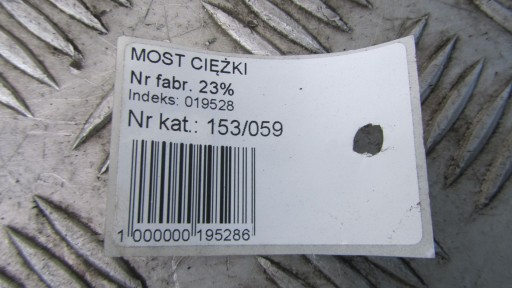 MOST CIĘŻKI
Nr fabr. 23%
Indeks: 019528
Nr kat.: 153/059
1 000000 195286